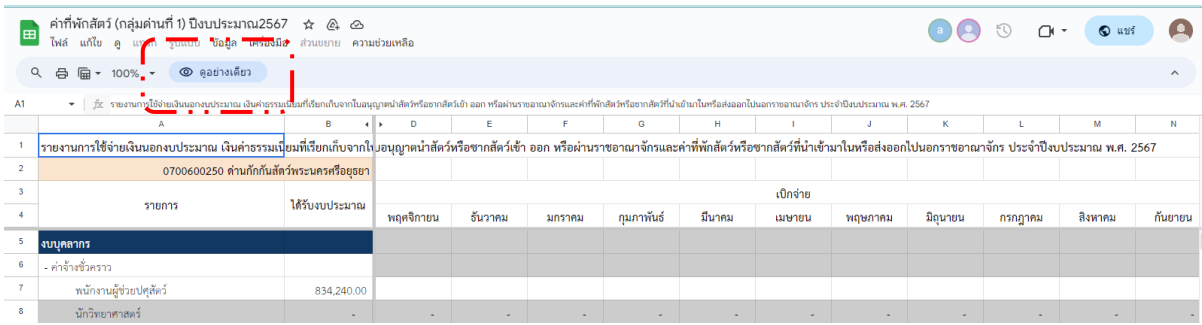 ค่าที่พักสัตว์ (กลุ่มด่านที่ 1) ปีงบประมาณ2567
ไฟล์ แก้ไข ดู แทรก รูปแบบ ข้อมูล เครื่องมือ ส่วนขยาย ความช่วยเหลือ
a แชร์
100% ดูอย่างเดียว
A1 fx รายงานการใช้จ่ายเงินนอกงบประมาณ เงินค่าธรรมเนียมที่เรียกเก็บจากใบอนุญาตนำสัตว์หรือซากสัตว์เข้า ออก หรือผ่านราชอาณาจักรและค่าที่พักสัตว์หรือซากสัตว์ที่นำเข้ามาในหรือส่งออกไปนอกราชอาณาจักร ประจำปีงบประมาณ พ.ศ. 2567
A B D E F G H I J K L M N
1 รายงานการใช้จ่ายเงินนอกงบประมาณ เงินค่าธรรมเนียมที่เรียกเก็บจากใบอนุญาตนำสัตว์หรือซากสัตว์เข้า ออก หรือผ่านราชอาณาจักรและค่าที่พักสัตว์หรือซากสัตว์ที่นำเข้ามาในหรือส่งออกไปนอกราชอาณาจักร ประจำปีงบประมาณ พ.ศ. 2567
2 0700600250 ด่านกักกันสัตว์พระนครศรีอยุธยา
3 รายการ ได้รับงบประมาณ เบิกจ่าย
4 พฤศจิกายน ธันวาคม มกราคม กุมภาพันธ์ มีนาคม เมษายน พฤษภาคม มิถุนายน กรกฎาคม สิงหาคม กันยายน
5 งบบุคลากร
6 - ค่าจ้างชั่วคราว
7 พนักงานผู้ช่วยปศุสัตว์ 834,240.00
8 นักวิทยาศาสตร์ - - - - - - - - - - - -